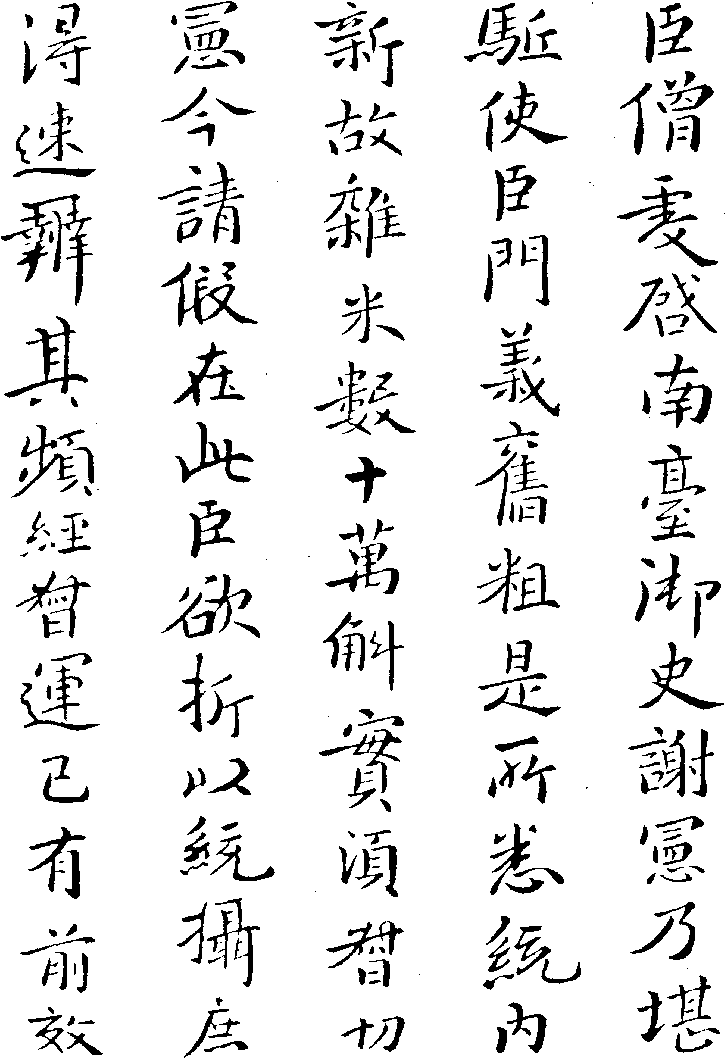 臣僧虔啓南臺御史謝憲乃堪
驅使臣門義舊粗是所悉統内
新故雜米數十萬斛實須督切
憲今請假在此臣欲折以統攝庶
得速辦其頻經督運已有前效